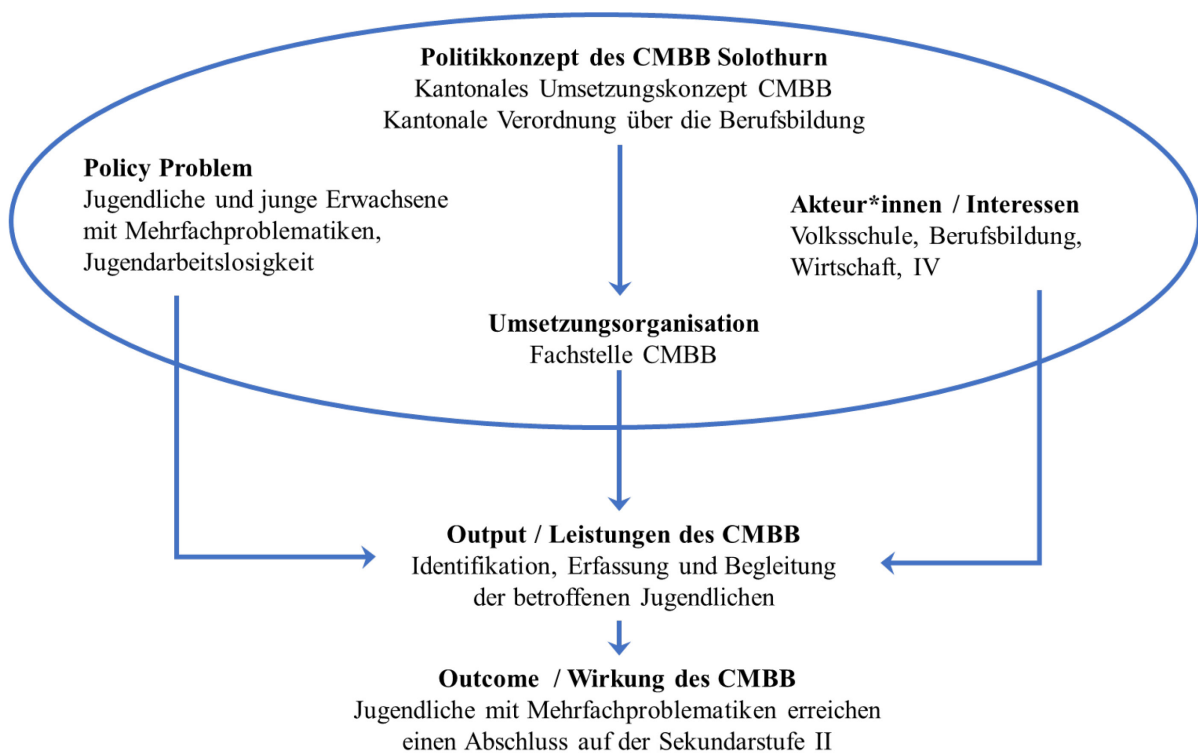 Politikkonzept des CMBB Solothurn
Kantonales Umsetzungskonzept CMBB
Kantonale Verordnung über die Berufsbildung
Policy Problem
Jugendliche und junge Erwachsene
mit Mehrfachproblematiken,
Jugendarbeitslosigkeit
Akteur*innen / Interessen
Volksschule, Berufsbildung,
Wirtschaft, IV
Umsetzungsorganisation
Fachstelle CMBB
Output / Leistungen des CMBB
Identifikation, Erfassung und Begleitung
der betroffenen Jugendlichen
Outcome / Wirkung des CMBB
Jugendliche mit Mehrfachproblematiken erreichen
einen Abschluss auf der Sekundarstufe II